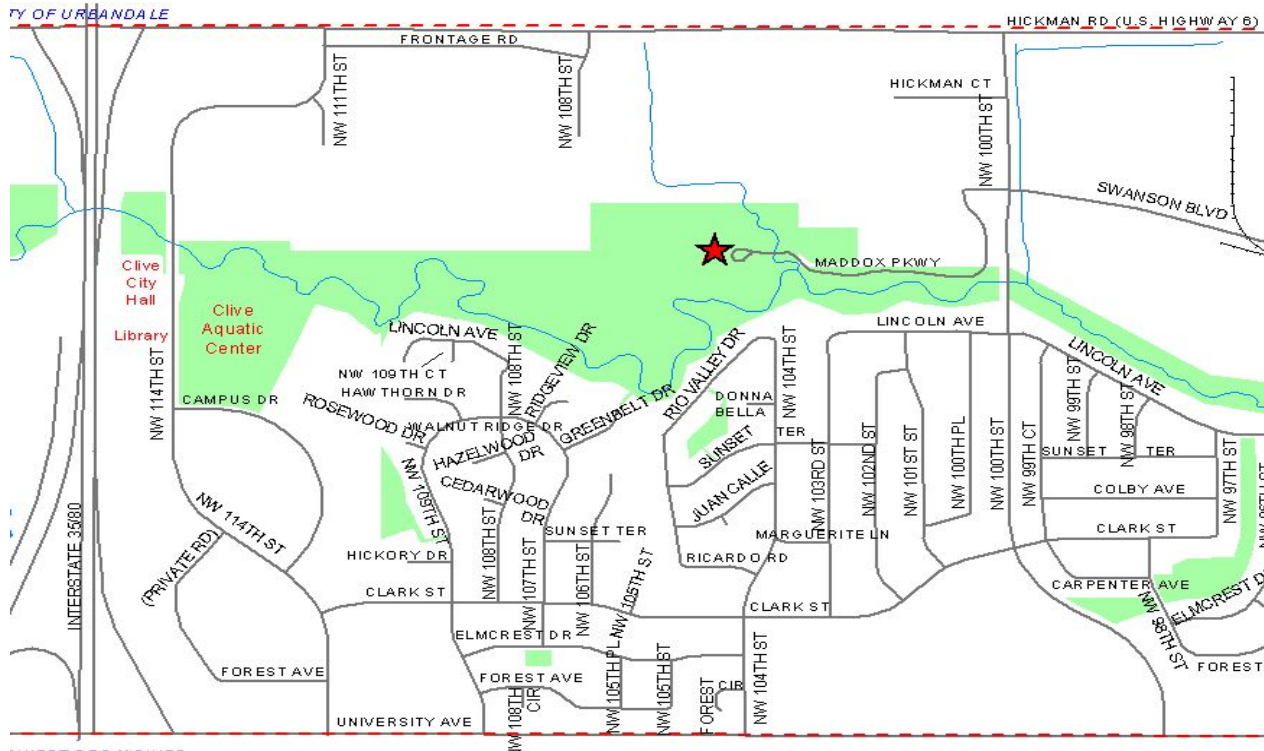 TY OF URBANDALE
HICKMAN RD (U.S. HIGHWAY 6)
FRONTAGE RD
NW 111TH ST
NW 108TH ST
HICKMAN CT
NW 100TH ST
SWANSON BLVD
MADDOX PKWY
Clive
City
Hall
Library
Clive
Aquatic
Center
NW 114TH ST
LINCOLN AVE
NW 108TH ST
RIDGEVIEW DR
NW 109TH CT
HAWTHORN DR
ROSEWOOD DR
WALNUT RIDGE DR
GREENBELT DR
HAZELWOOD
DR
CEDARWOOD
DR
NW 109TH ST
RIO VALLEY DR
NW 104TH ST
DONNA
BELLA
SUNSET
TER
JUAN CALLE
NW 103RD ST
NW 102ND ST
NW 101ST ST
NW 100TH PL
NW 100TH ST
NW 99TH CT
LINCOLN AVE
LINCOLN AVE
NW 99TH ST
NW 98TH ST
SUNSET TER
COLBY AVE
NW 97TH ST
CLARK ST
CAMPUS DR
NW 114TH ST
(PRIVATE RD)
INTERSTATE 35/80
HICKORY DR
NW 108TH ST
NW 107TH ST
SUNSET TER
NW 106TH ST
NW 105TH ST
MARGUERITE LN
RICARDO RD
CLARK ST
CLARK ST
CARPENTER AVE
ELMCREST
NW 98TH ST
FOREST
ELMCREST DR
FOREST AVE
FOREST AVE
NW 105TH PL
NW 105TH ST
FOREST
CIR
NW 104TH ST
NW 108TH
CIR
UNIVERSITY AVE